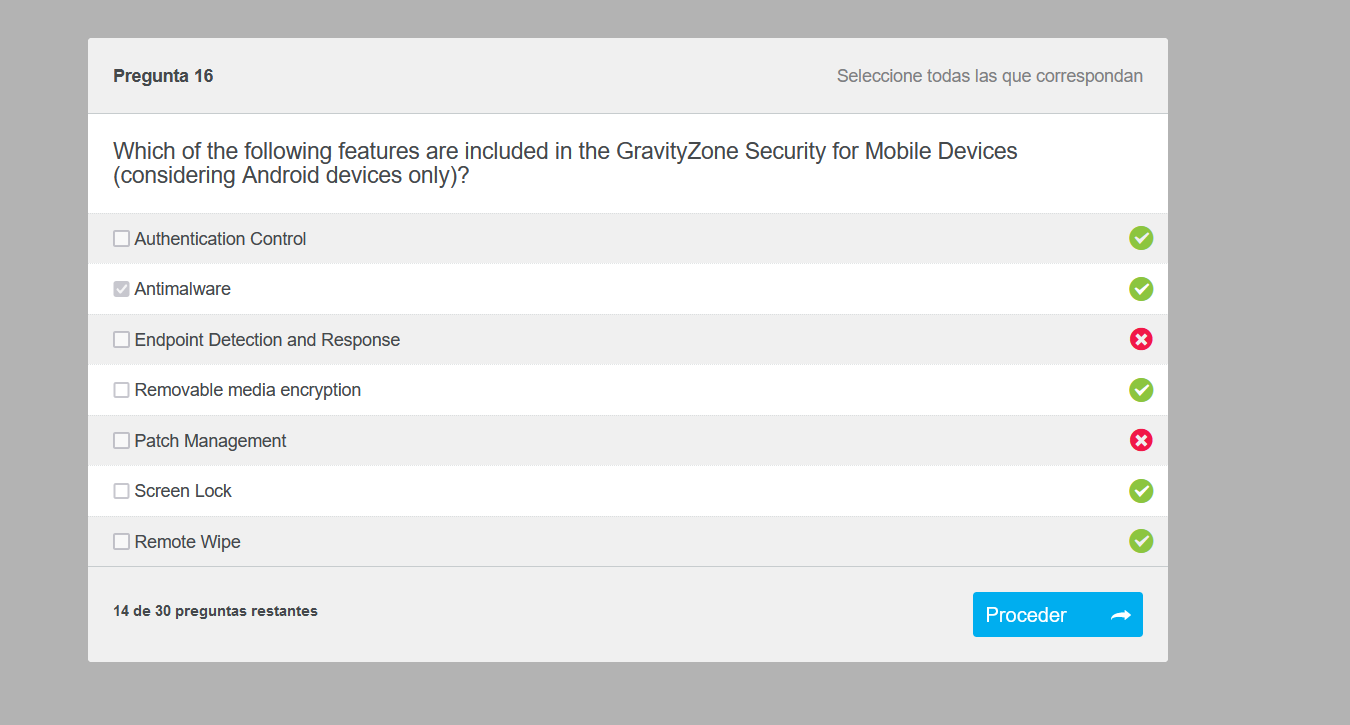 Pregunta 16
Seleccione todas las que correspondan
Which of the following features are included in the GravityZone Security for Mobile Devices
(considering Android devices only)?
Authentication Control
Antimalware
Endpoint Detection and Response
Removable media encryption
Patch Management
Screen Lock
Remote Wipe
14 de 30 preguntas restantes
Proceder